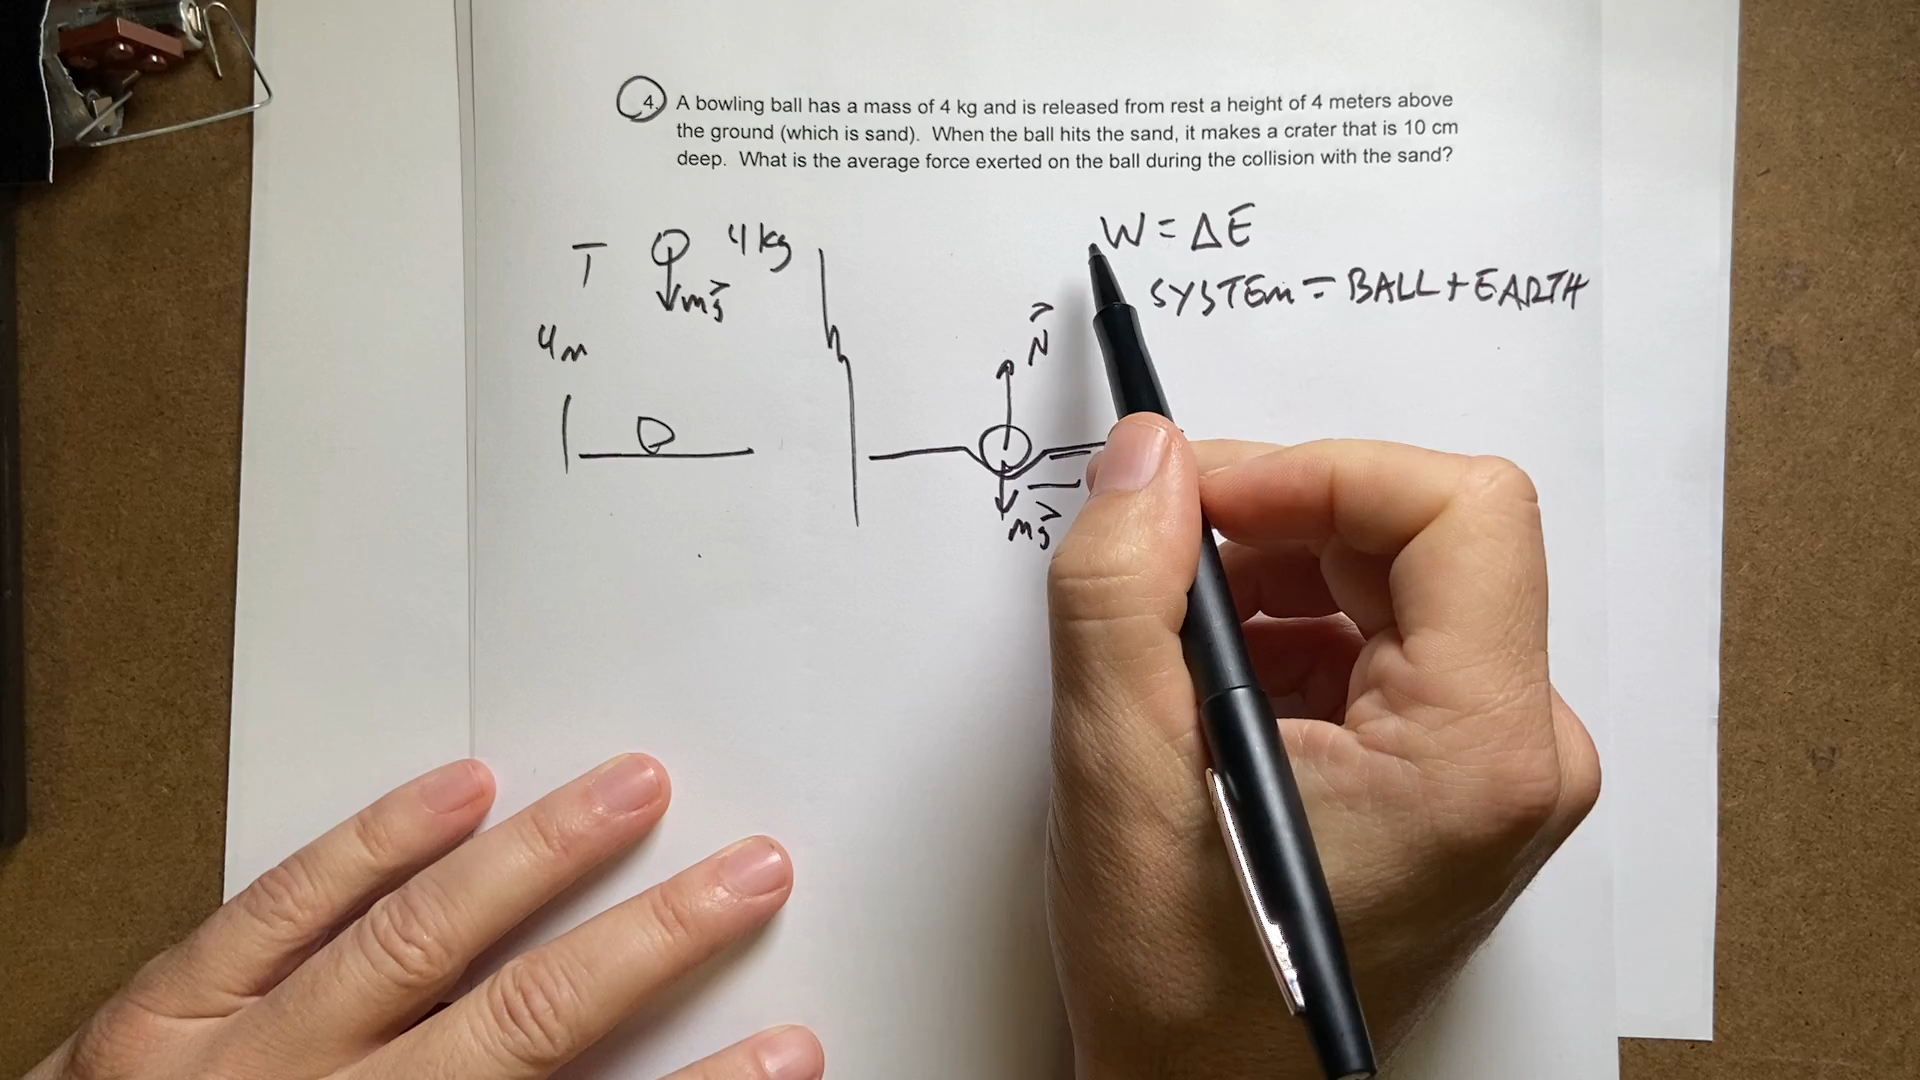 4. A bowling ball has a mass of 4 kg and is released from rest a height of 4 meters above
the ground (which is sand). When the ball hits the sand, it makes a crater that is 10 cm
deep. What is the average force exerted on the ball during the collision with the sand?
W = ΔE
SYSTEM = BALL + EARTH
4 kg
mg
4m
N
mg